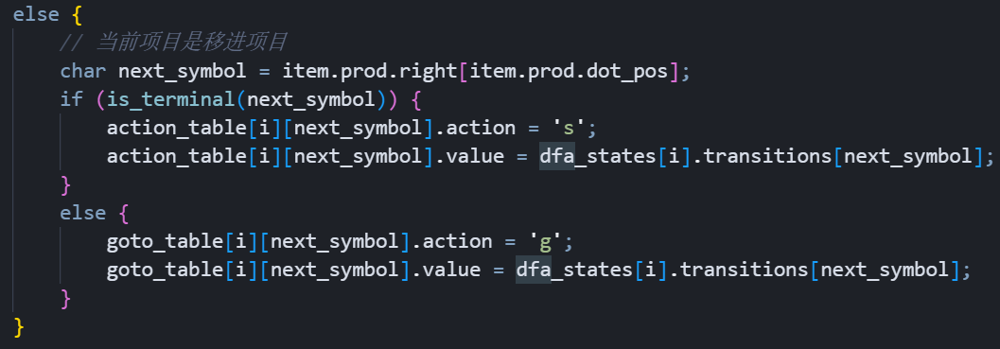 else {
// 当前项目是移进项目
char next_symbol = item.prod.right[item.prod.dot_pos];
if (is_terminal(next_symbol)) {
action_table[i][next_symbol].action = 's';
action_table[i][next_symbol].value = dfa_states[i].transitions[next_symbol];
}
else {
goto_table[i][next_symbol].action = 'g';
goto_table[i][next_symbol].value = dfa_states[i].transitions[next_symbol];
}
}